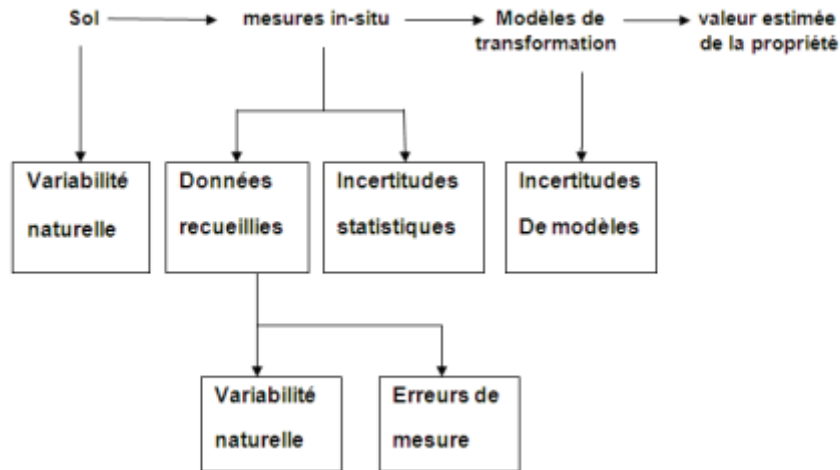 Sol
mesures in-situ
Modèles de
transformation
valeur estimée
de la propriété
Variabilité
naturelle
Données
recueillies
Incertitudes
statistiques
Incertitudes
De modèles
Variabilité
naturelle
Erreurs de
mesure